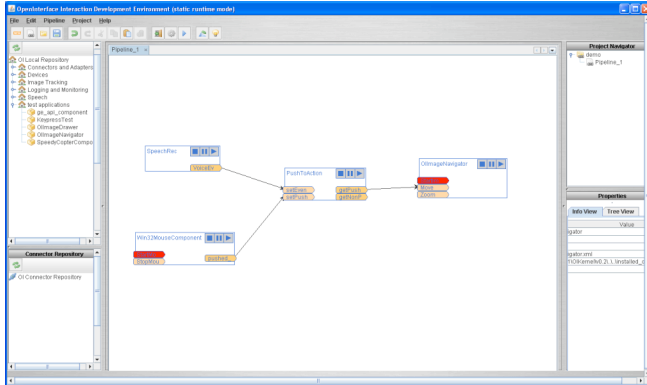 OpenInterface Interaction Development Environment (static runtime mode)
File Edit Pipeline Project Help
OI Local Repository
Connectors and Adapters
Devices
Image Tracking
Logging and Monitoring
Speech
test applications
ge_api_component
KeypressTest
OIImageDrawer
OIImageNavigator
SpeedyCopterCompo
Connector Repository
OI Connector Repository
Pipeline_1
SpeechRec
VoiceEv
PushToAction
setEven getPush
setPush getNonP
OIImageNavigator
Move
Zoom
Win32MouseComponent
StopMou pushed_
Project Navigator
demo
Pipeline_1
Properties
Info View Tree View
Value
igator
igator.xml